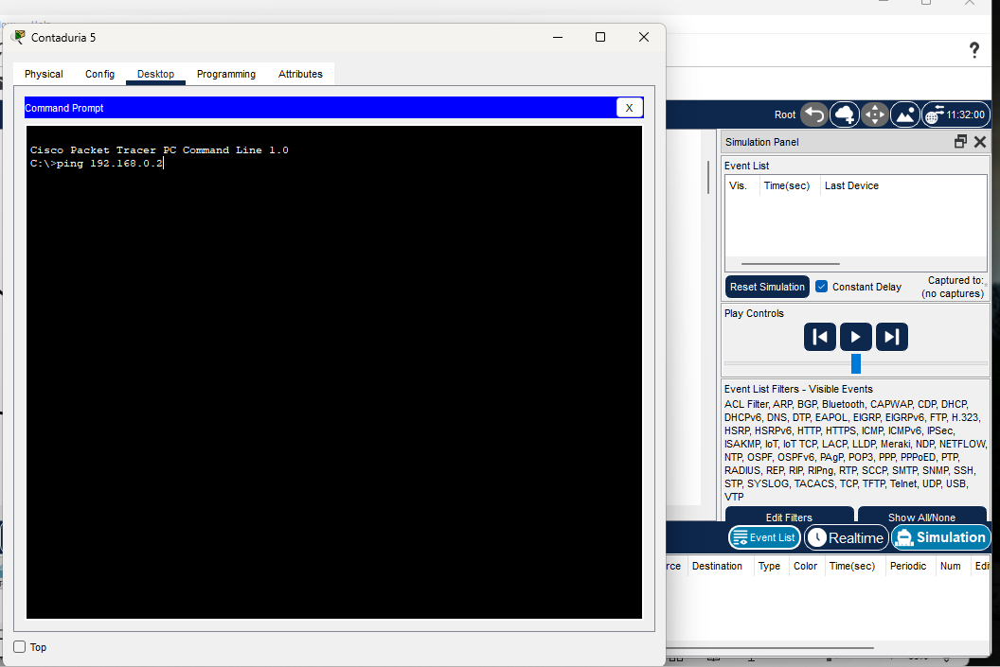 Contaduria 5
Physical Config Desktop Programming Attributes
Command Prompt
X
Cisco Packet Tracer PC Command Line 1.0
C:\>ping 192.168.0.2
Top
?
Root
11:32:00
Simulation Panel
Event List
Vis. Time(sec) Last Device
Reset Simulation Constant Delay
Captured to:
(no captures)
Play Controls
Event List Filters - Visible Events
ACL Filter, ARP, BGP, Bluetooth, CAPWAP, CDP, DHCP,
DHCPv6, DNS, DTP, EAPOL, EIGRP, EIGRPv6, FTP, H.323,
HSRP, HSRPv6, HTTP, HTTPS, ICMP, ICMPv6, IPSec,
ISAKMP, IoT, IoT TCP, LACP, LLDP, Meraki, NDP, NETFLOW,
NTP, OSPF, OSPFv6, PAgP, POP3, PPP, PPPoED, PTP,
RADIUS, REP, RIP, RIPng, RTP, SCCP, SMTP, SNMP, SSH,
STP, SYSLOG, TACACS, TCP, TFTP, Telnet, UDP, USB,
VTP
Edit Filters Show All/None
Event List Realtime Simulation
rce Destination Type Color Time(sec) Periodic Num Edi